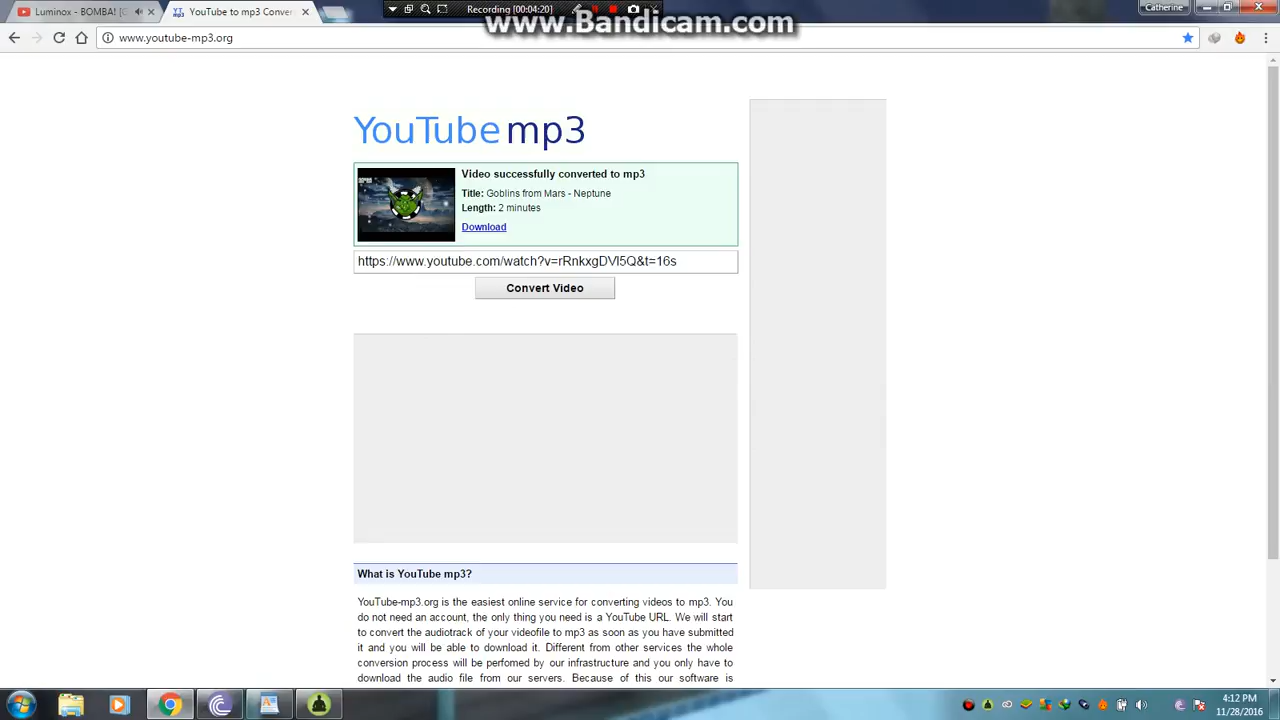 Luminox - BOMBA! [
YouTube to mp3 Conver
Recording [00:04:20]
www.Bandicam.com
Catherine
www.youtube-mp3.org
YouTube mp3
Video successfully converted to mp3
Title: Goblins from Mars - Neptune
Length: 2 minutes
Download
https://www.youtube.com/watch?v=rRnkxgDVI5Q&t=16s
Convert Video
What is YouTube mp3?
YouTube-mp3.org is the easiest online service for converting videos to mp3. You
do not need an account, the only thing you need is a YouTube URL. We will start
to convert the audiotrack of your videofile to mp3 as soon as you have submitted
it and you will be able to download it. Different from other services the whole
conversion process will be perfomed by our infrastructure and you only have to
download the audio file from our servers. Because of this our software is
4:12 PM
11/28/2016